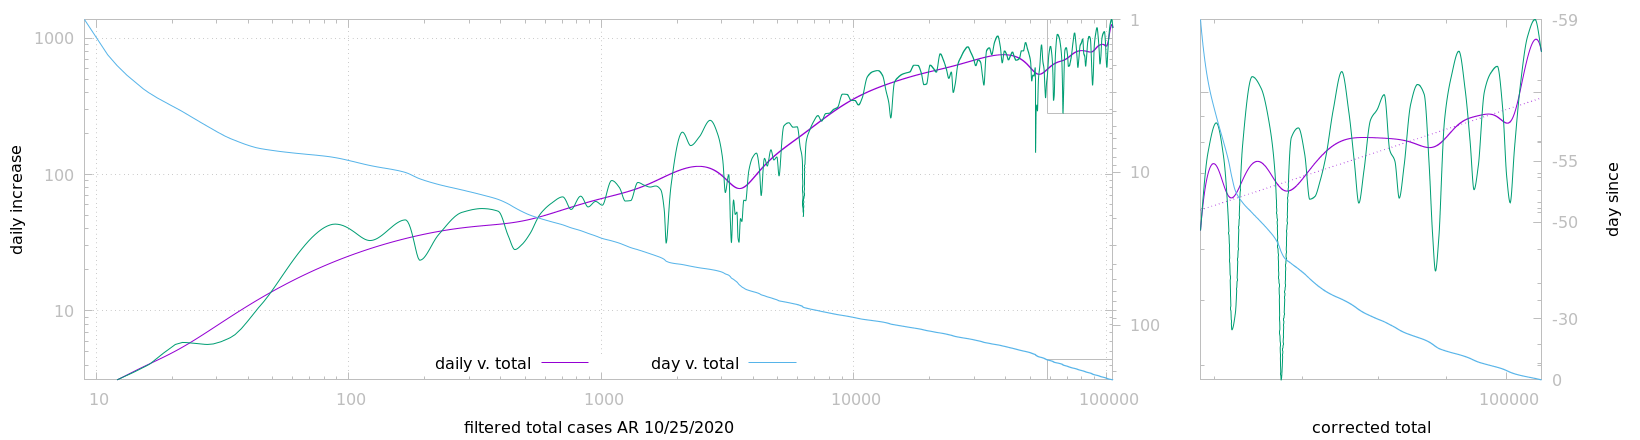 1000
100
10
daily increase
10
100
1000
10000
100000
filtered total cases AR 10/25/2020
daily v. total
day v. total
1
10
100
-59
-55
-50
-30
0
day since
100000
corrected total